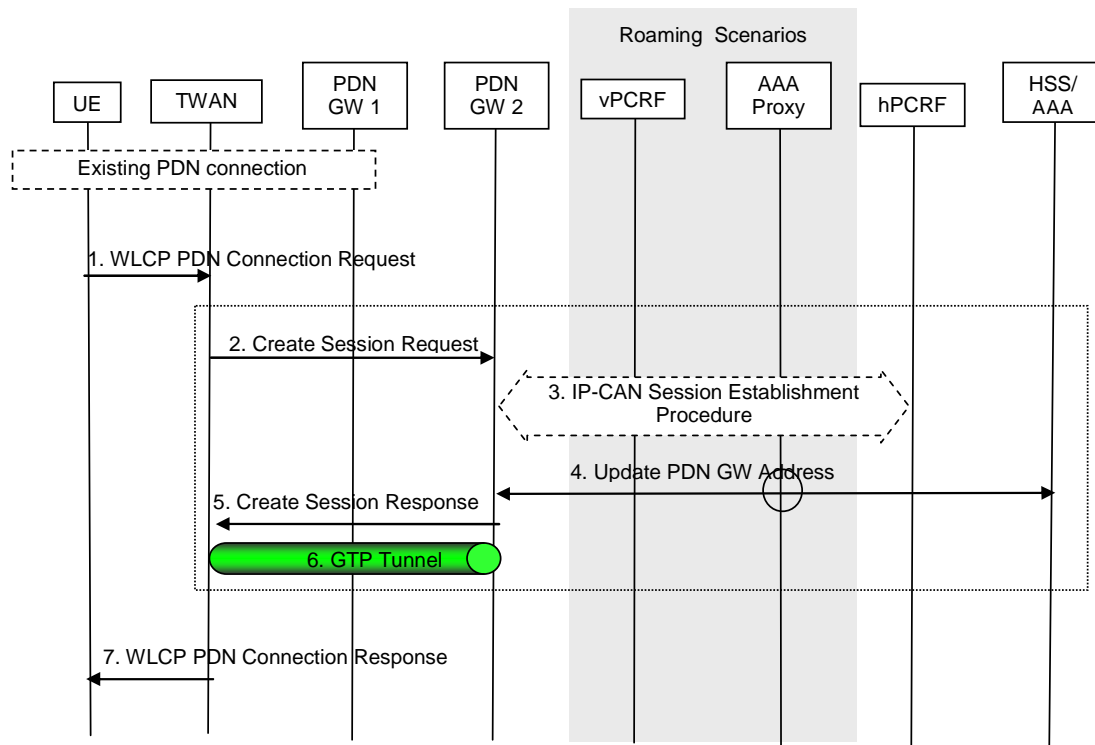 Roaming Scenarios
UE
TWAN
PDN
GW 1
PDN
GW 2
vPCRF
AAA
Proxy
hPCRF
HSS/
AAA
Existing PDN connection
1. WLCP PDN Connection Request
2. Create Session Request
3. IP-CAN Session Establishment
Procedure
4. Update PDN GW Address
5. Create Session Response
6. GTP Tunnel
7. WLCP PDN Connection Response